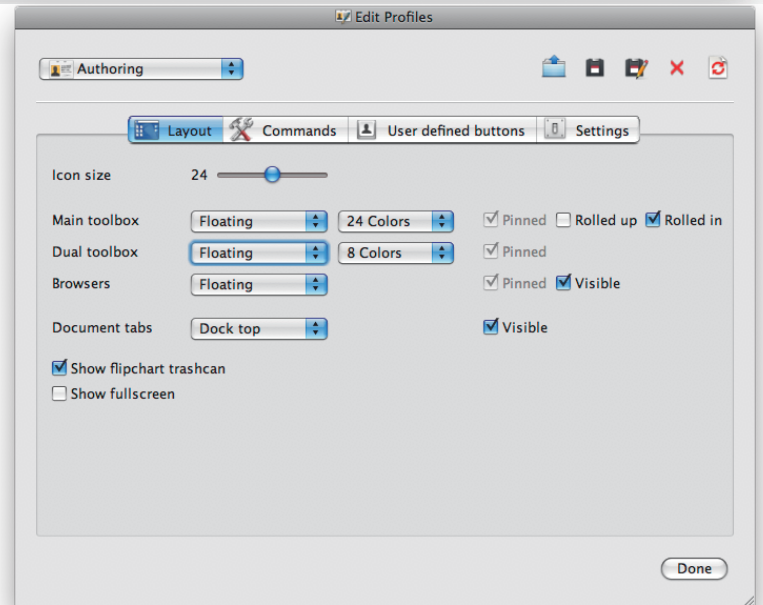 Edit Profiles
Authoring
Layout Commands User defined buttons Settings
Icon size 24
Main toolbox Floating 24 Colors Pinned Rolled up Rolled in
Dual toolbox Floating 8 Colors Pinned
Browsers Floating Pinned Visible
Document tabs Dock top Visible
Show flipchart trashcan
Show fullscreen
Done